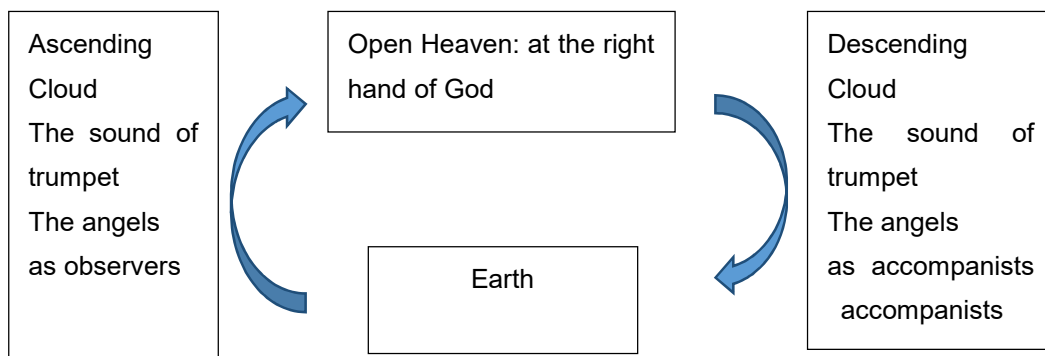 Ascending
Cloud
The sound of
trumpet
The angels
as observers
Open Heaven: at the right
hand of God
Earth
Descending
Cloud
The sound of
trumpet
The angels
as accompanists
accompanists